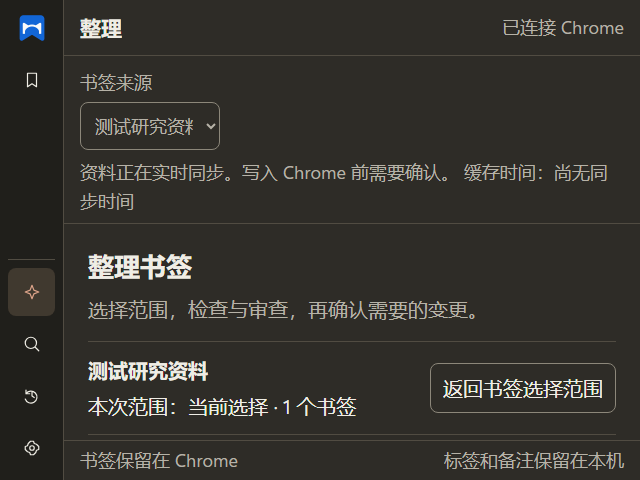 整理
已连接 Chrome
书签来源
测试研究资料
资料正在实时同步。写入 Chrome 前需要确认。 缓存时间：尚无同
步时间
整理书签
选择范围，检查与审查，再确认需要的变更。
测试研究资料
本次范围：当前选择 · 1 个书签
返回书签选择范围
书签保留在 Chrome
标签和备注保留在本机